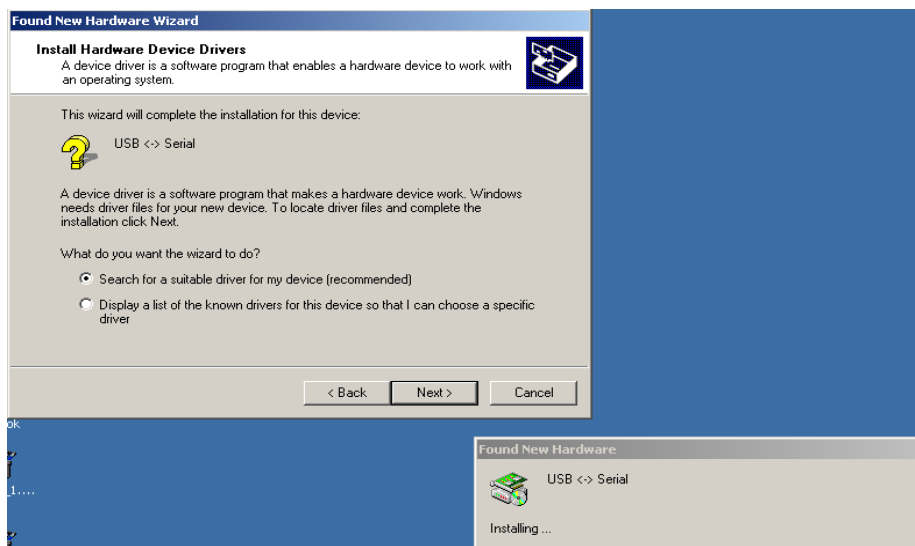 Found New Hardware Wizard
Install Hardware Device Drivers
A device driver is a software program that enables a hardware device to work with
an operating system.
This wizard will complete the installation for this device:
USB <-> Serial
A device driver is a software program that makes a hardware device work. Windows
needs driver files for your new device. To locate driver files and complete the
installation click Next.
What do you want the wizard to do?
Search for a suitable driver for my device (recommended)
Display a list of the known drivers for this device so that I can choose a specific
driver
< Back
Next >
Cancel
ok
_1....
Found New Hardware
USB <-> Serial
Installing ...